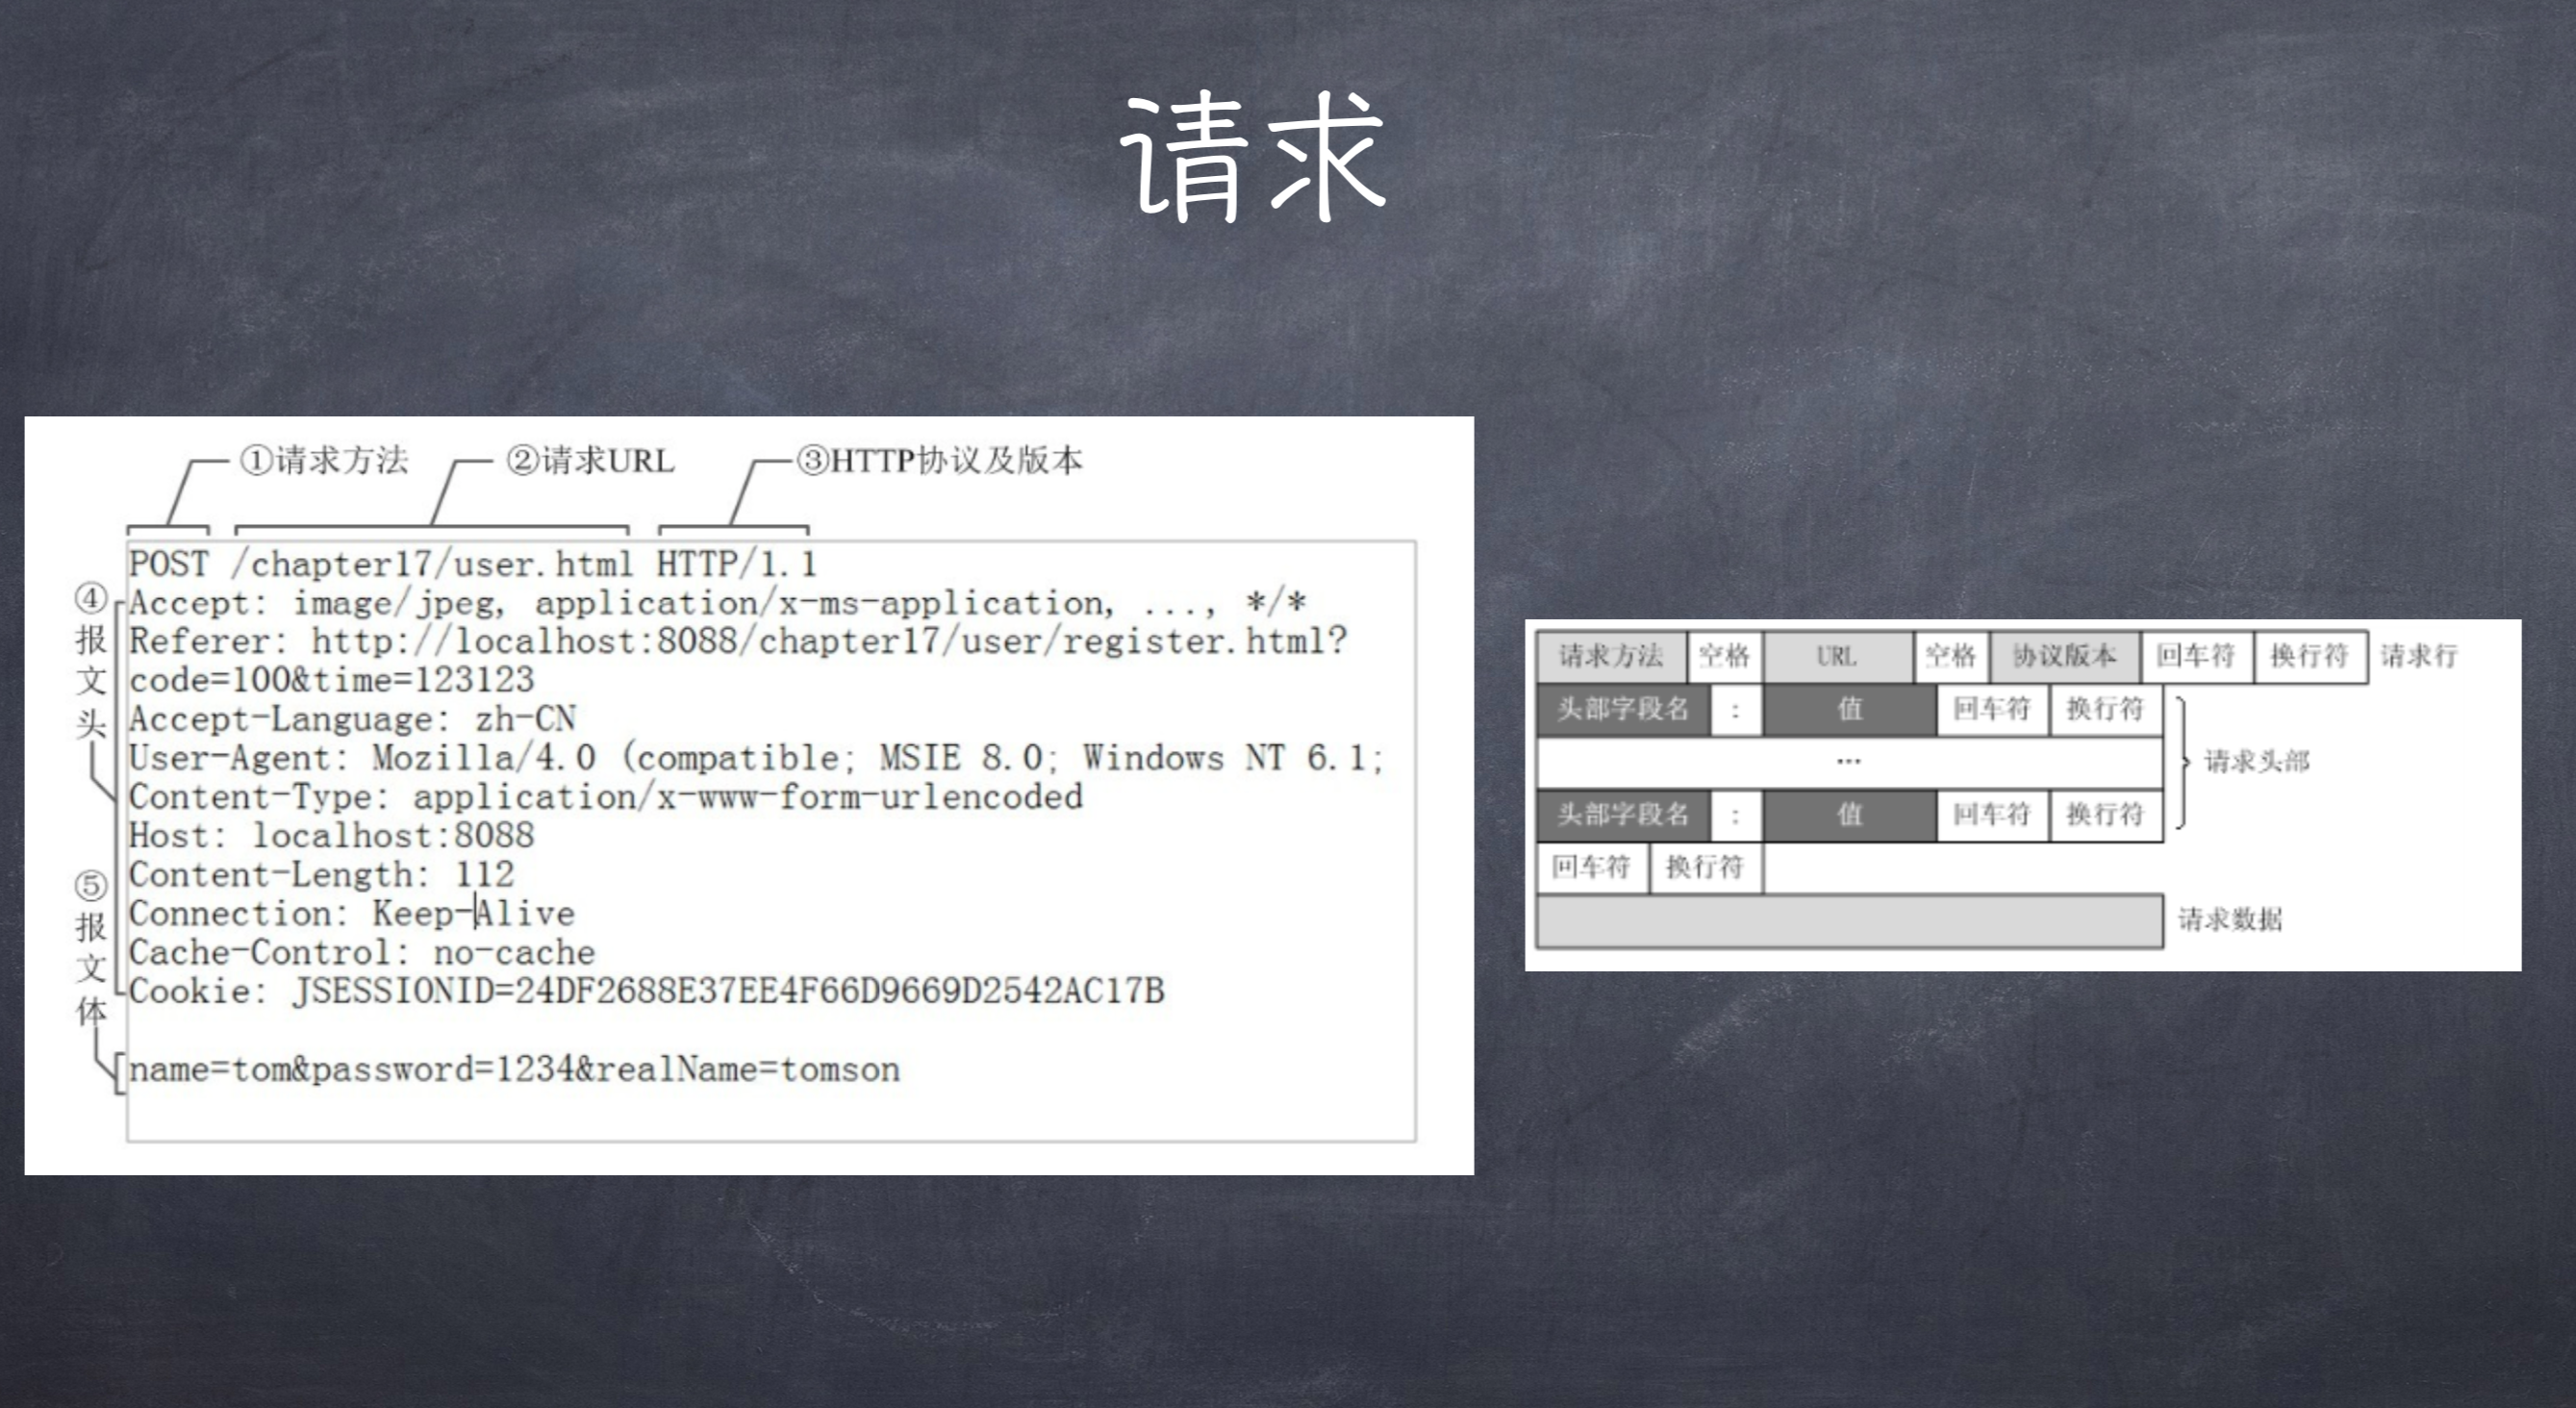 请求
①请求方法 ②请求URL ③HTTP协议及版本
POST /chapter17/user.html HTTP/1.1
④报文头
Accept: image/jpeg, application/x-ms-application, ..., */*
Referer: http://localhost:8088/chapter17/user/register.html?
code=100&time=123123
Accept-Language: zh-CN
User-Agent: Mozilla/4.0 (compatible; MSIE 8.0; Windows NT 6.1;
Content-Type: application/x-www-form-urlencoded
Host: localhost:8088
Content-Length: 112
Connection: Keep-Alive
Cache-Control: no-cache
Cookie: JSESSIONID=24DF2688E37EE4F66D9669D2542AC17B
⑤报文体
name=tom&password=1234&realName=tomson
请求方法 空格 URL 空格 协议版本 回车符 换行符 请求行
头部字段名 : 值 回车符 换行符
... 请求头部
头部字段名 : 值 回车符 换行符
回车符 换行符
请求数据